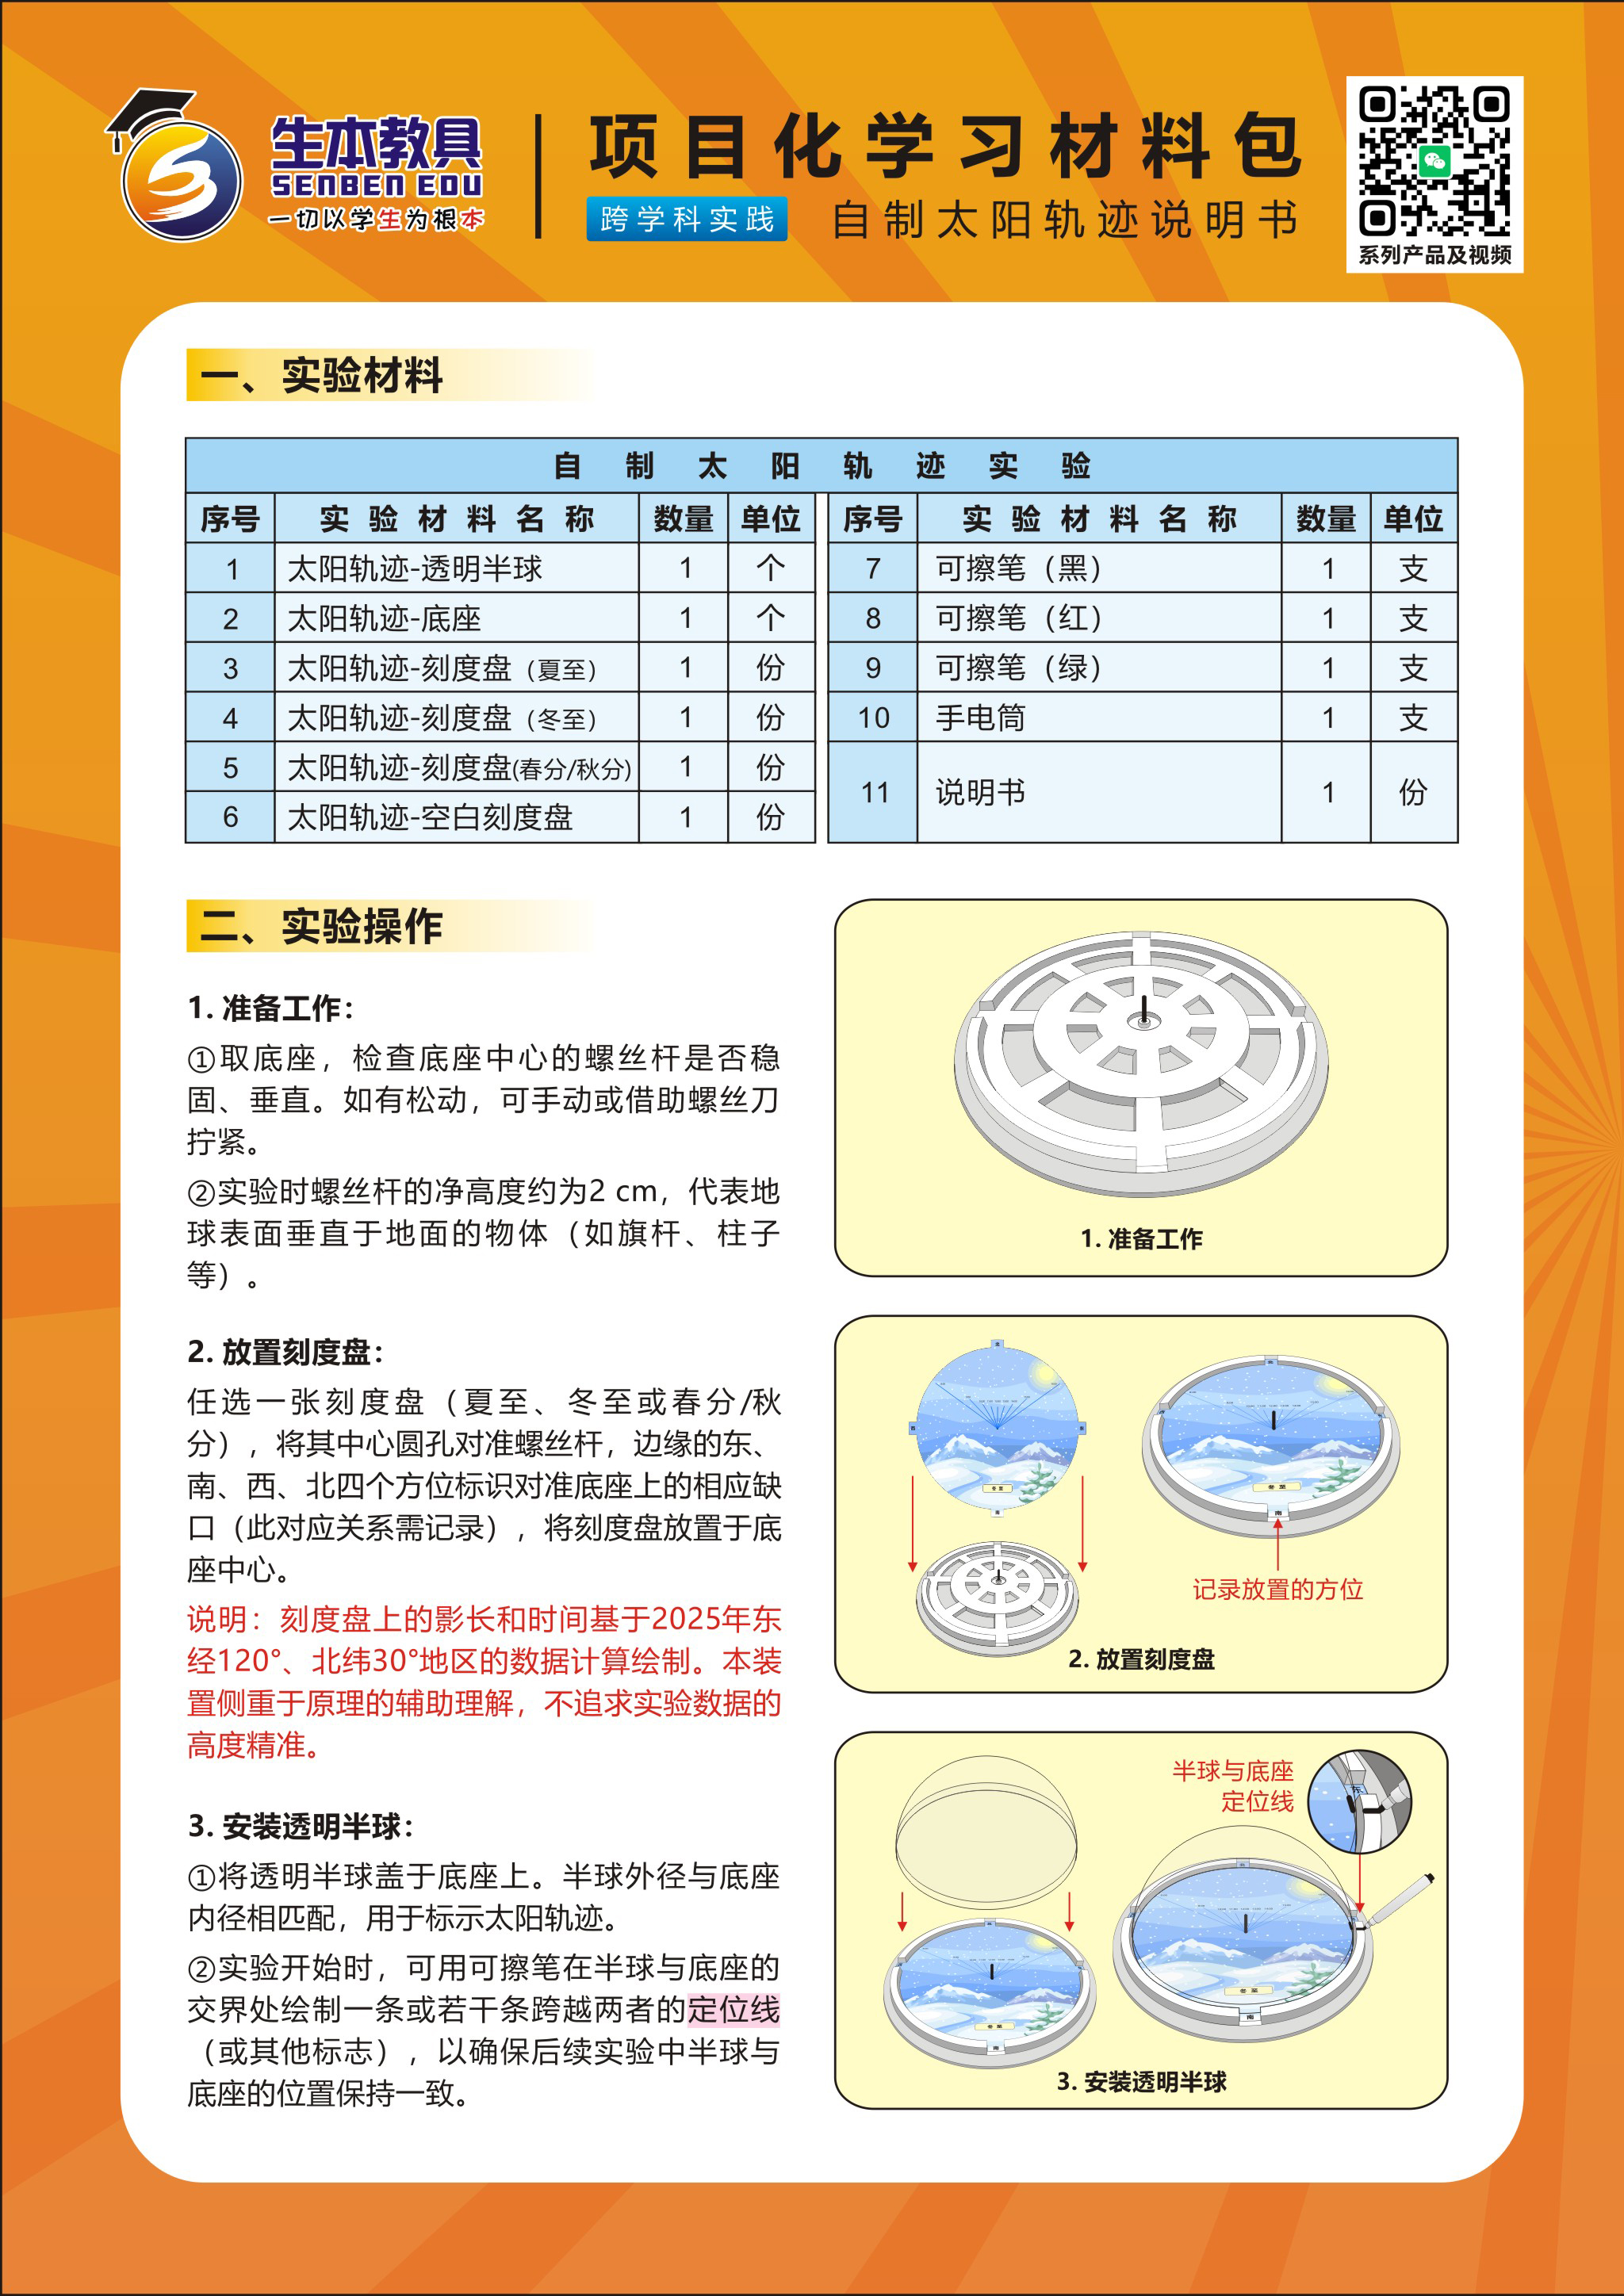 生本教具
SENBEN EDU
一切以学生为根本
项目化学习材料包
跨学科实践
自制太阳轨迹说明书
系列产品及视频
一、实验材料
自制太阳轨迹实验
序号 实验材料名称 数量 单位 序号 实验材料名称 数量 单位
1 太阳轨迹-透明半球 1 个 7 可擦笔（黑） 1 支
2 太阳轨迹-底座 1 个 8 可擦笔（红） 1 支
3 太阳轨迹-刻度盘（夏至） 1 份 9 可擦笔（绿） 1 支
4 太阳轨迹-刻度盘（冬至） 1 份 10 手电筒 1 支
5 太阳轨迹-刻度盘(春分/秋分) 1 份 11 说明书 1 份
6 太阳轨迹-空白刻度盘 1 份
二、实验操作
1. 准备工作：
①取底座，检查底座中心的螺丝杆是否稳
固、垂直。如有松动，可手动或借助螺丝刀
拧紧。
②实验时螺丝杆的净高度约为2 cm，代表地
球表面垂直于地面的物体（如旗杆、柱子
等）。
1. 准备工作
2. 放置刻度盘：
任选一张刻度盘（夏至、冬至或春分/秋
分），将其中心圆孔对准螺丝杆，边缘的东、
南、西、北四个方位标识对准底座上的相应缺
口（此对应关系需记录），将刻度盘放置于底
座中心。
说明：刻度盘上的影长和时间基于2025年东
经120°、北纬30°地区的数据计算绘制。本装
置侧重于原理的辅助理解，不追求实验数据的
高度精准。
冬至
冬至
南
记录放置的方位
2. 放置刻度盘
3. 安装透明半球：
①将透明半球盖于底座上。半球外径与底座
内径相匹配，用于标示太阳轨迹。
②实验开始时，可用可擦笔在半球与底座的
交界处绘制一条或若干条跨越两者的定位线
（或其他标志），以确保后续实验中半球与
底座的位置保持一致。
半球与底座
定位线
冬至
南
冬至
南
3. 安装透明半球